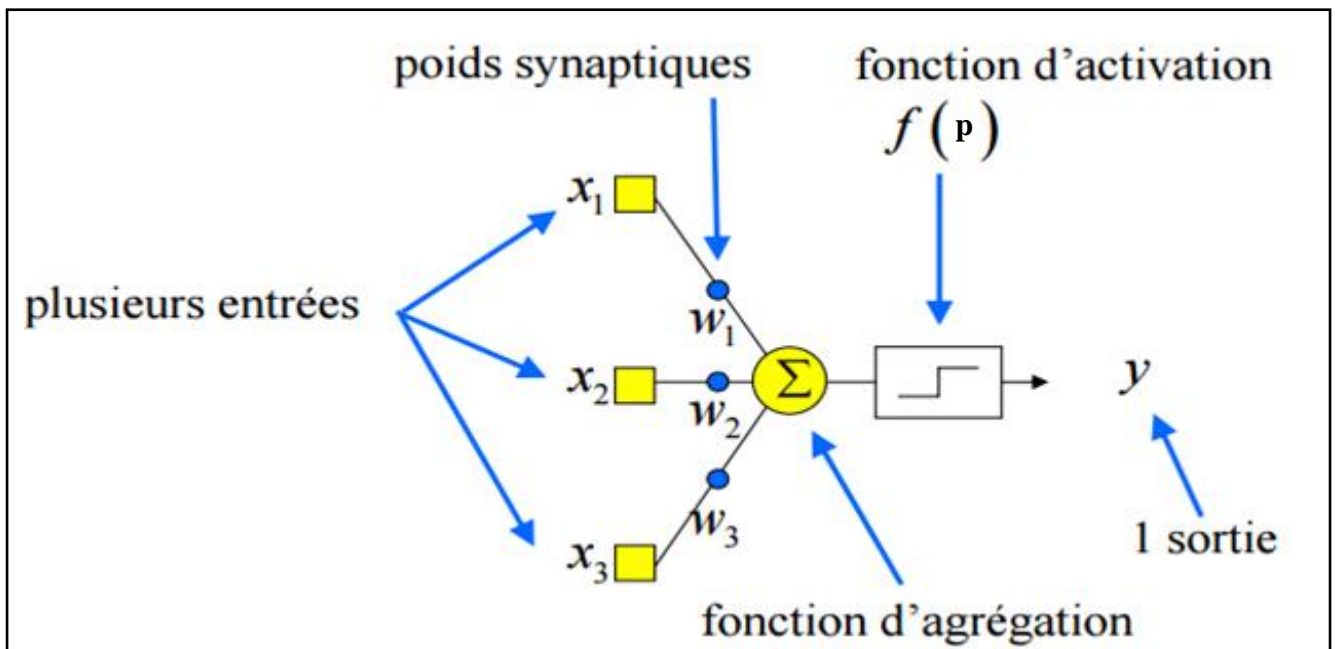 poids synaptiques
fonction d'activation
f (p)
x₁
plusieurs entrées
w₁
x₂
Σ
y
w₂
w₃
x₃
1 sortie
fonction d'agrégation